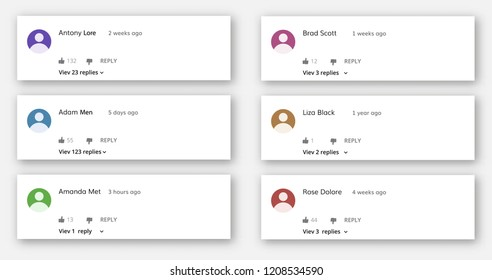 Antony Lore 2 weeks ago
132 REPLY
Viev 23 replies
Adam Men 5 days ago
55 REPLY
Viev 123 replies
Amanda Met 3 hours ago
13 REPLY
Viev 1 reply
Brad Scott 1 month ago
12 REPLY
Viev 3 replies
Liza Black 1 year ago
1 REPLY
Viev 2 replies
Rose Dolore 4 weeks ago
44 REPLY
Viev 3 replies
shutterstock.com · 1208534590